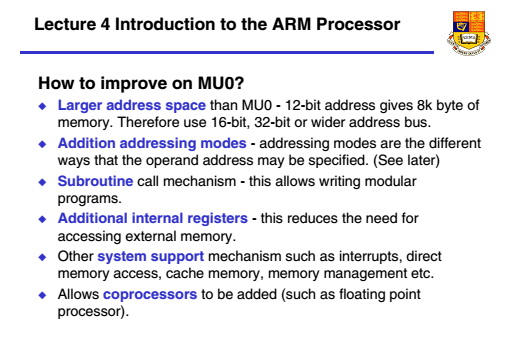 Lecture 4 Introduction to the ARM Processor
How to improve on MU0?
◆ Larger address space than MU0 - 12-bit address gives 8k byte of
memory. Therefore use 16-bit, 32-bit or wider address bus.
◆ Addition addressing modes - addressing modes are the different
ways that the operand address may be specified. (See later)
◆ Subroutine call mechanism - this allows writing modular
programs.
◆ Additional internal registers - this reduces the need for
accessing external memory.
◆ Other system support mechanism such as interrupts, direct
memory access, cache memory, memory management etc.
◆ Allows coprocessors to be added (such as floating point
processor).